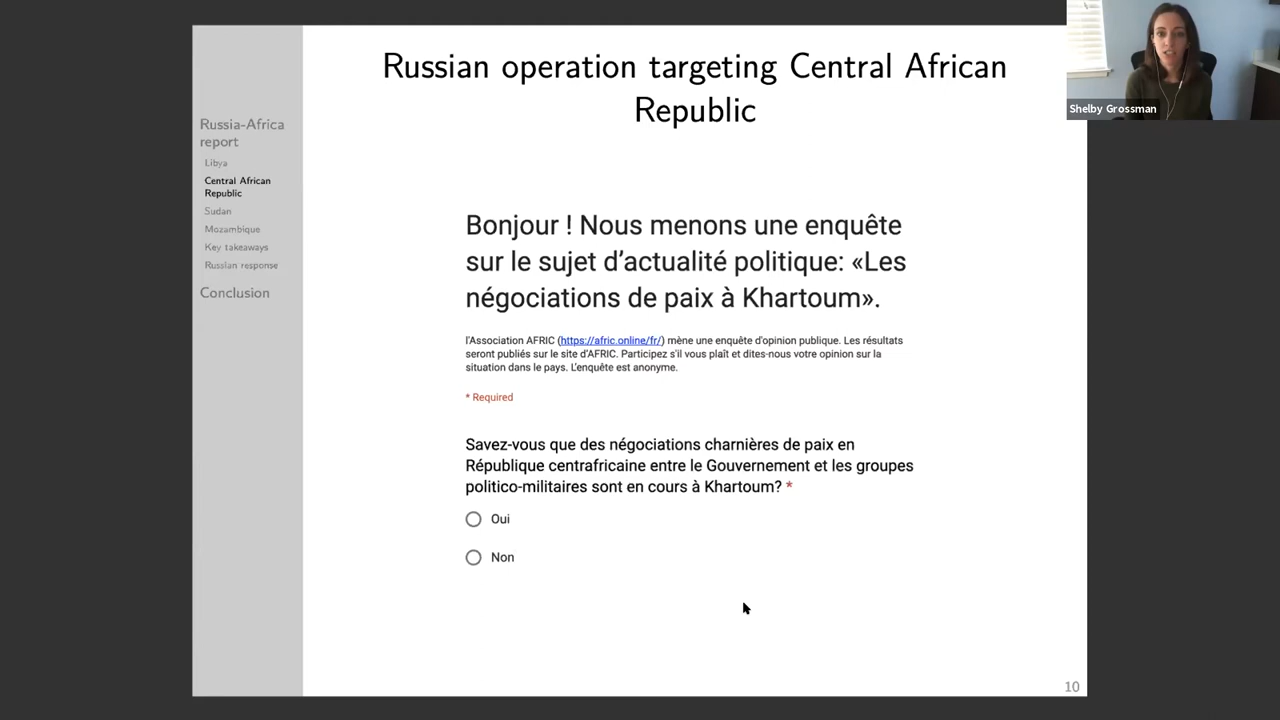 Russian operation targeting Central African
Republic
Shelby Grossman
Russia-Africa
report
Libya
Central African
Republic
Sudan
Mozambique
Key takeaways
Russian response
Conclusion
Bonjour ! Nous menons une enquête
sur le sujet d’actualité politique: «Les
négociations de paix à Khartoum».
l'Association AFRIC (https://afric.online/fr/) mène une enquête d'opinion publique. Les résultats
seront publiés sur le site d'AFRIC. Participez s'il vous plaît et dites-nous votre opinion sur la
situation dans le pays. L'enquête est anonyme.
* Required
Savez-vous que des négociations charnières de paix en
République centrafricaine entre le Gouvernement et les groupes
politico-militaires sont en cours à Khartoum? *
Oui
Non
10